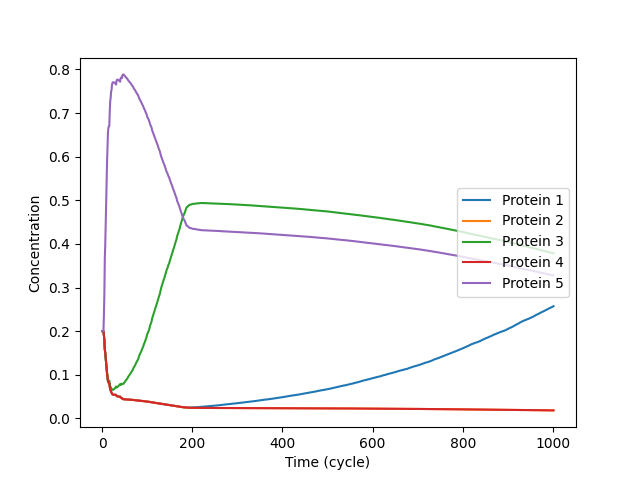 0.8
0.7
0.6
0.5
0.4
0.3
0.2
0.1
0.0
Concentration
0 200 400 600 800 1000
Time (cycle)
Protein 1
Protein 2
Protein 3
Protein 4
Protein 5